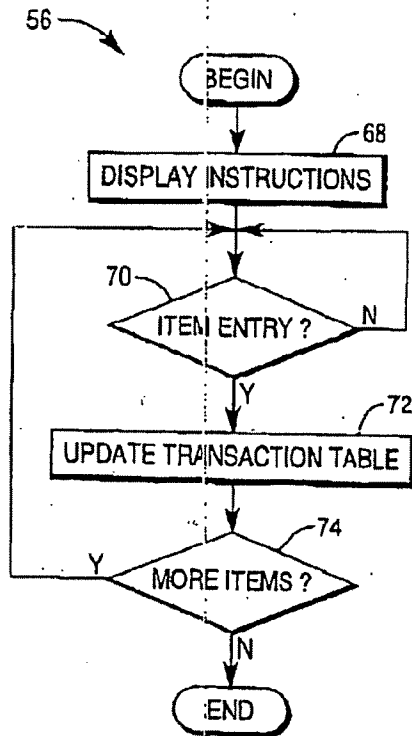 56
BEGIN
68
DISPLAY INSTRUCTIONS
70
ITEM ENTRY ?
N
Y
72
UPDATE TRANSACTION TABLE
74
Y
MORE ITEMS ?
N
END